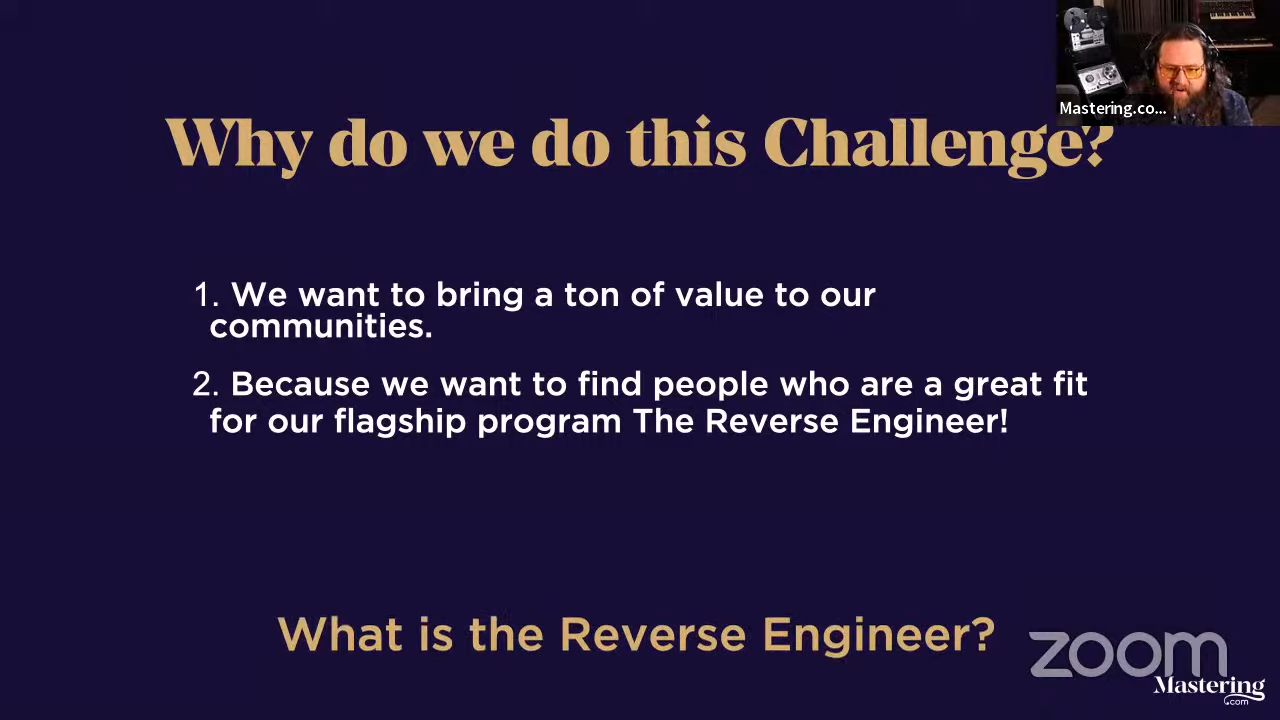 Mastering.co...
Why do we do this Challenge?
1. We want to bring a ton of value to our
communities.
2. Because we want to find people who are a great fit
for our flagship program The Reverse Engineer!
What is the Reverse Engineer?
zoom
Mastering
.com